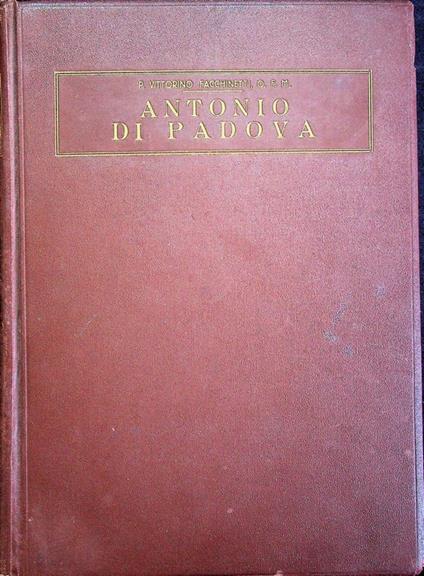 P. VITTORINO FACCHINETTI, O. F. M.
ANTONIO
DI PADOVA